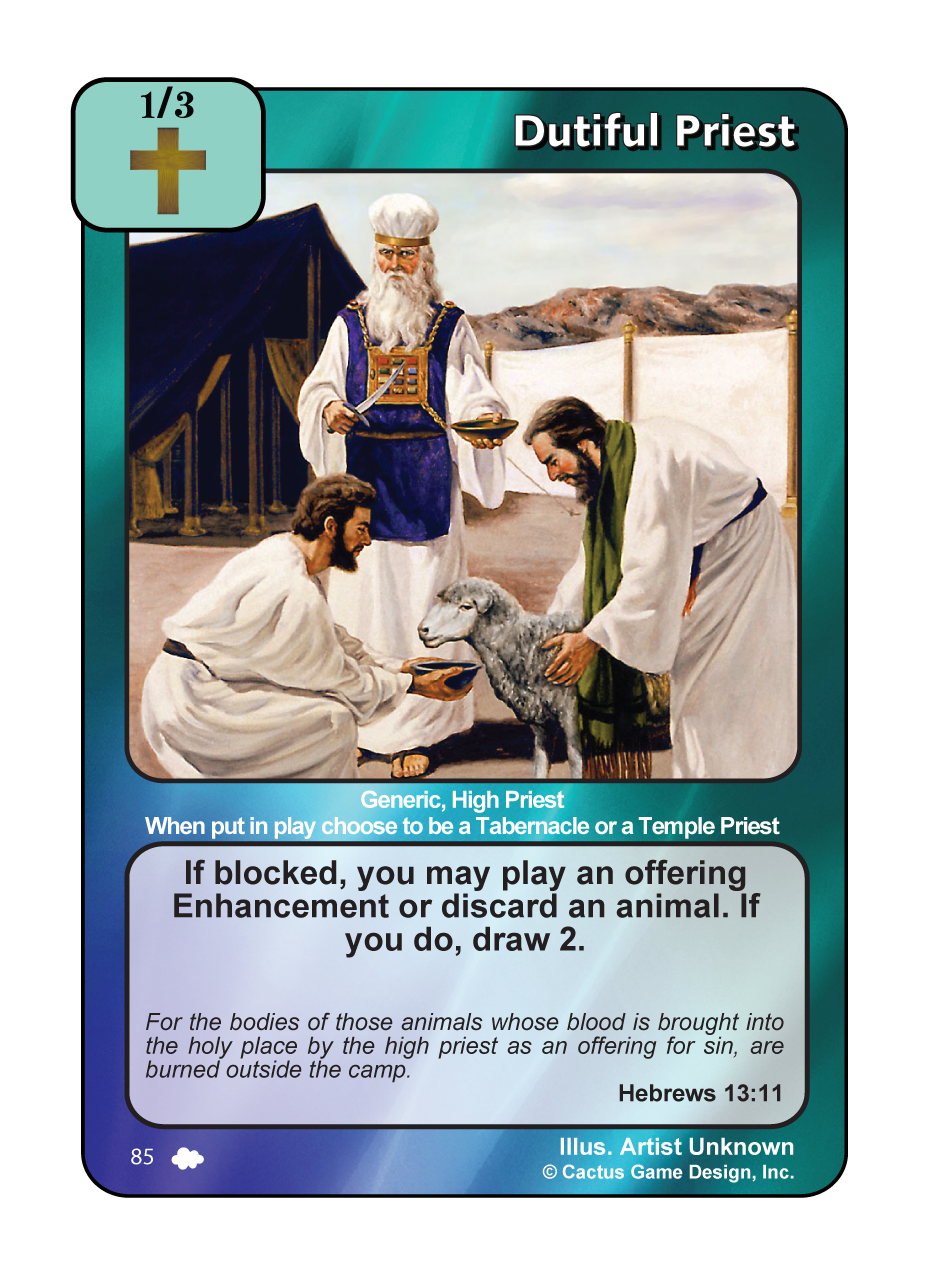 1/3
Dutiful Priest
Generic, High Priest
When put in play choose to be a Tabernacle or a Temple Priest
If blocked, you may play an offering
Enhancement or discard an animal. If
you do, draw 2.
For the bodies of those animals whose blood is brought into
the holy place by the high priest as an offering for sin, are
burned outside the camp.
Hebrews 13:11
85
Illus. Artist Unknown
© Cactus Game Design, Inc.